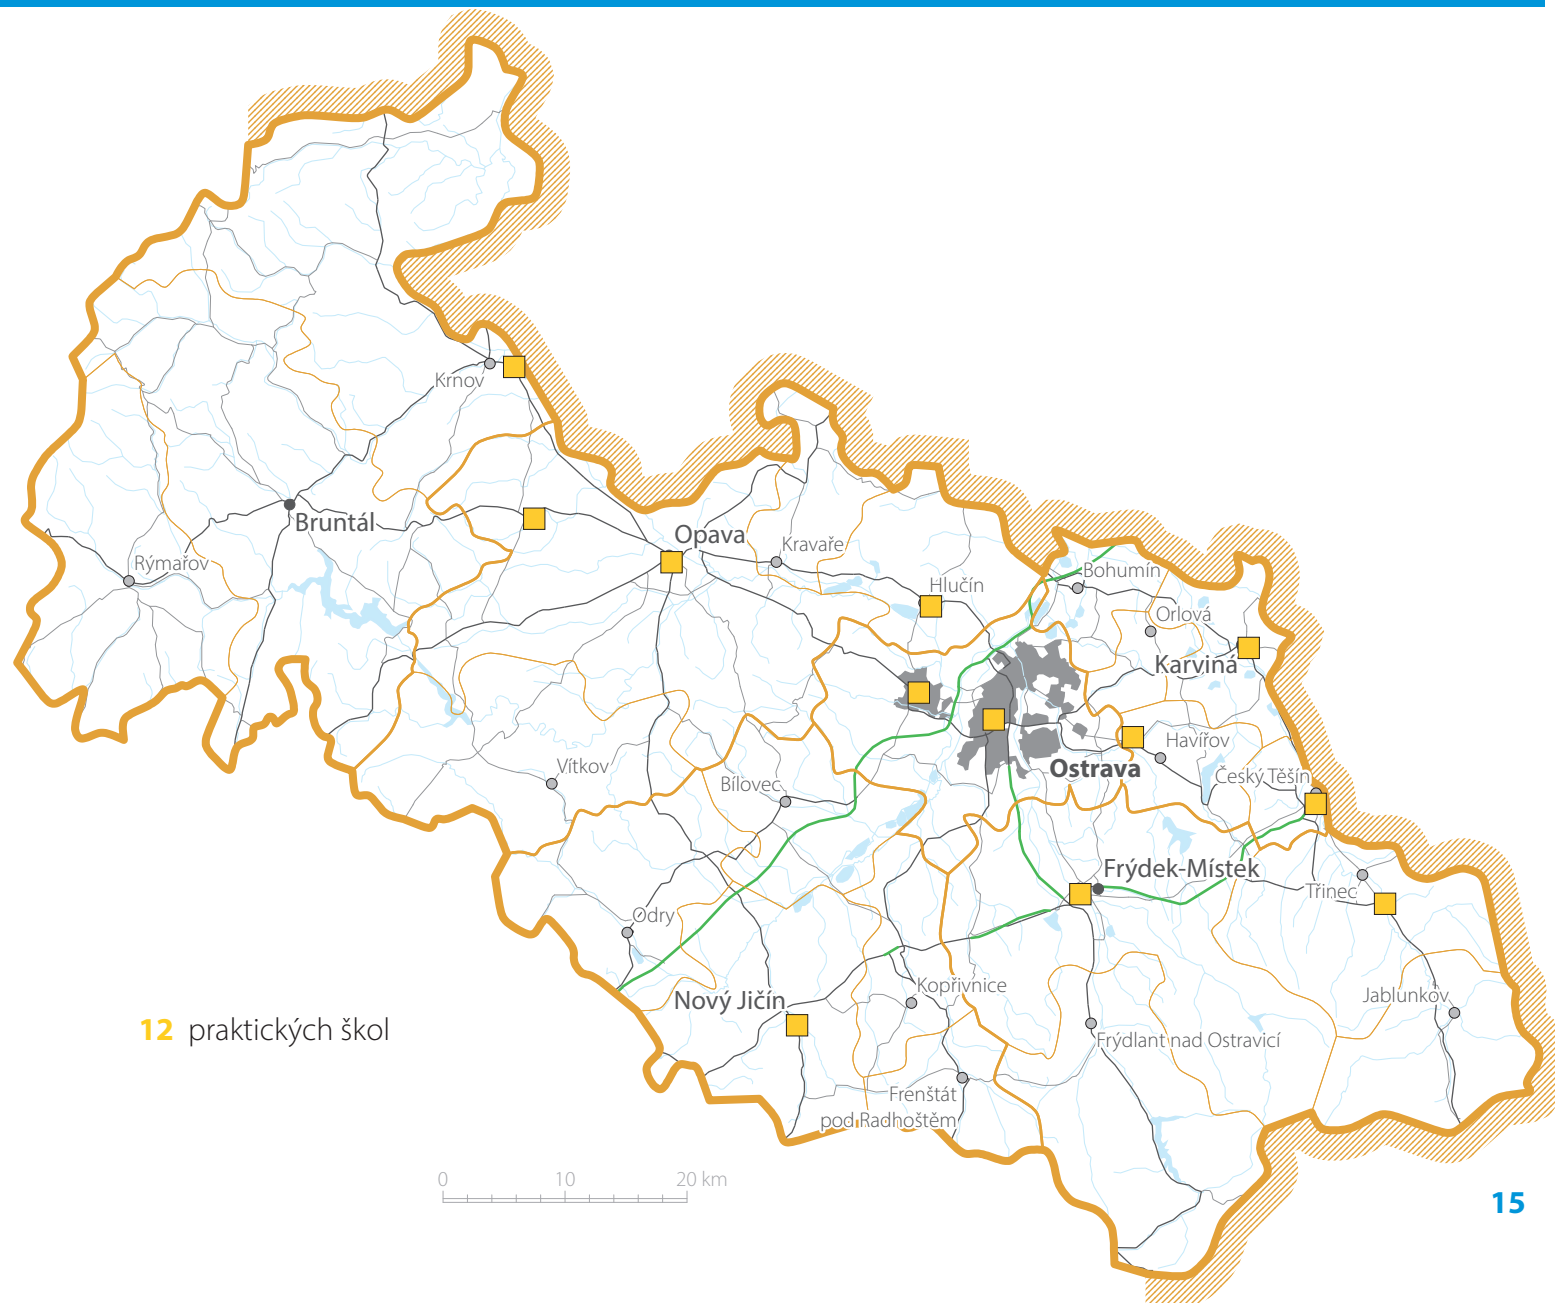 Krnov
Bruntál
Opava
Kravaře
Rýmařov
Hlučín
Bohumín
Orlová
Karviná
Havířov
Ostrava
Český Těšín
Vítkov
Bílovec
Frýdek-Místek
Třinec
Odry
Nový Jičín
Kopřivnice
Jablunkov
12 praktických škol
Frýdlant nad Ostravicí
Frenštát
pod Radhoštěm
0 10 20 km
15